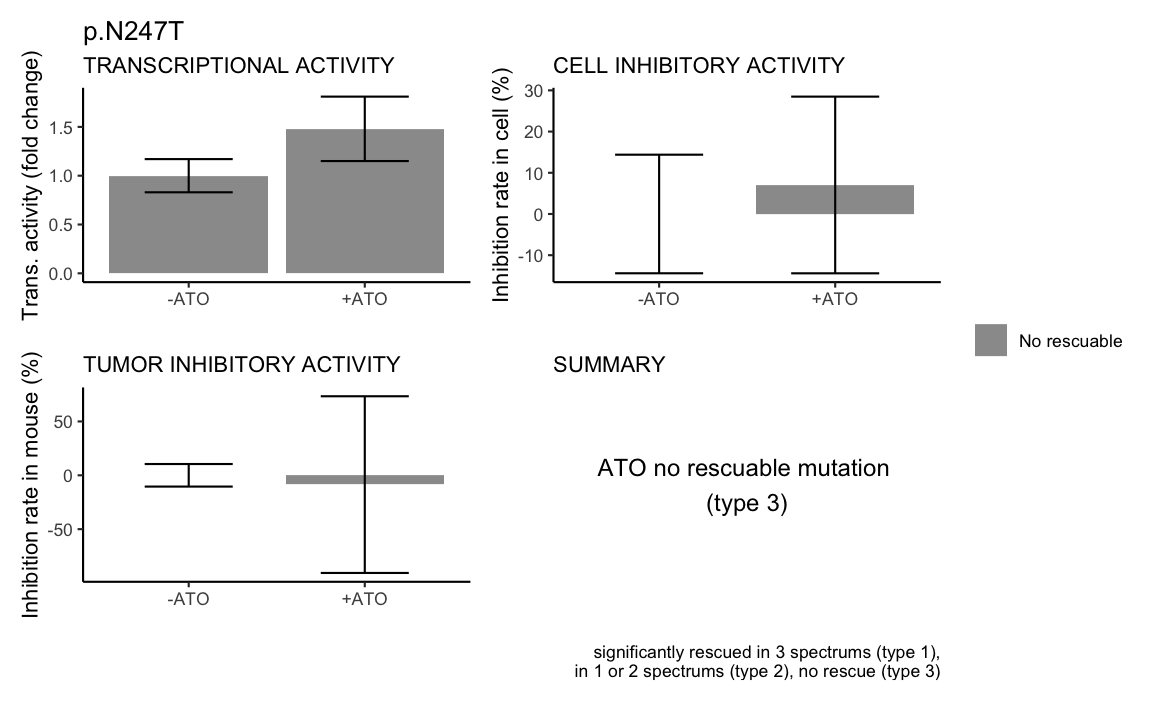 p.N247T
TRANSCRIPTIONAL ACTIVITY
Trans. activity (fold change)
1.5
1.0
0.5
0.0
-ATO +ATO
CELL INHIBITORY ACTIVITY
Inhibition rate in cell (%)
30
20
10
0
-10
-ATO +ATO
No rescuable
TUMOR INHIBITORY ACTIVITY
Inhibition rate in mouse (%)
50
0
-50
-ATO +ATO
SUMMARY
ATO no rescuable mutation
(type 3)
significantly rescued in 3 spectrums (type 1),
in 1 or 2 spectrums (type 2), no rescue (type 3)